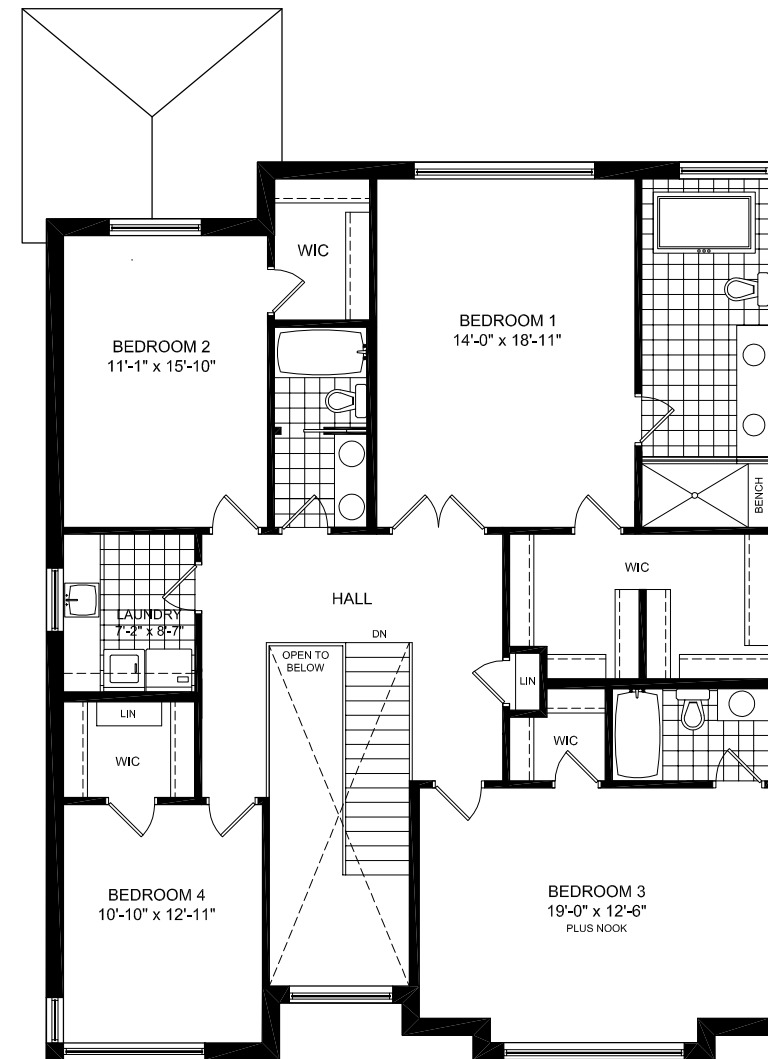 WIC
BEDROOM 1
14'-0" x 18'-11"
BEDROOM 2
11'-1" x 15'-10"
BENCH
WIC
HALL
LAUNDRY
7'-2" x 8'-7"
DN
OPEN TO
BELOW
LIN
LIN
WIC
WIC
BEDROOM 4
10'-10" x 12'-11"
BEDROOM 3
19'-0" x 12'-6"
PLUS NOOK